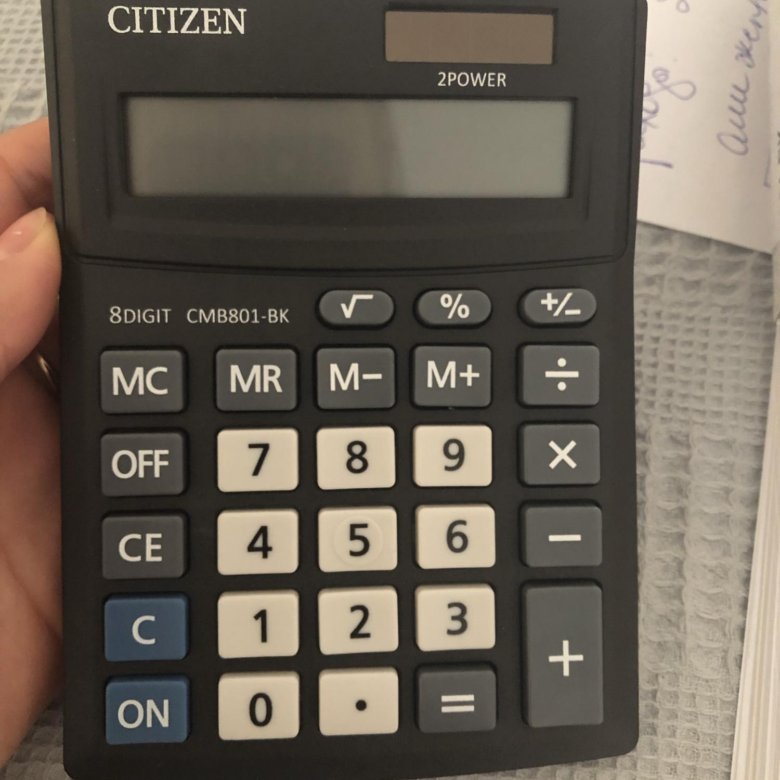 CITIZEN
2POWER
8DIGIT CMB801-BK √ % +/−
MC MR M− M+ ÷
OFF 7 8 9 ×
CE 4 5 6 −
C 1 2 3 +
ON 0 . =